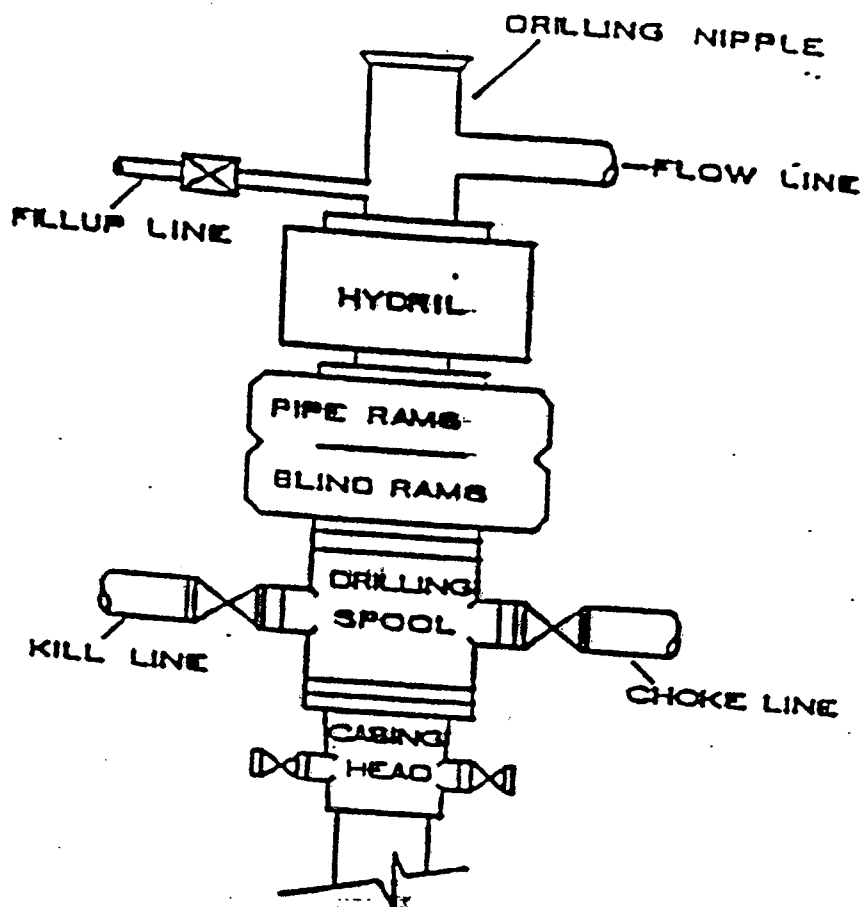 DRILLING NIPPLE
FLOW LINE
FILLUP LINE
HYDRIL
PIPE RAMS
BLIND RAMS
DRILLING
SPOOL
KILL LINE
CHOKE LINE
CASING
HEAD